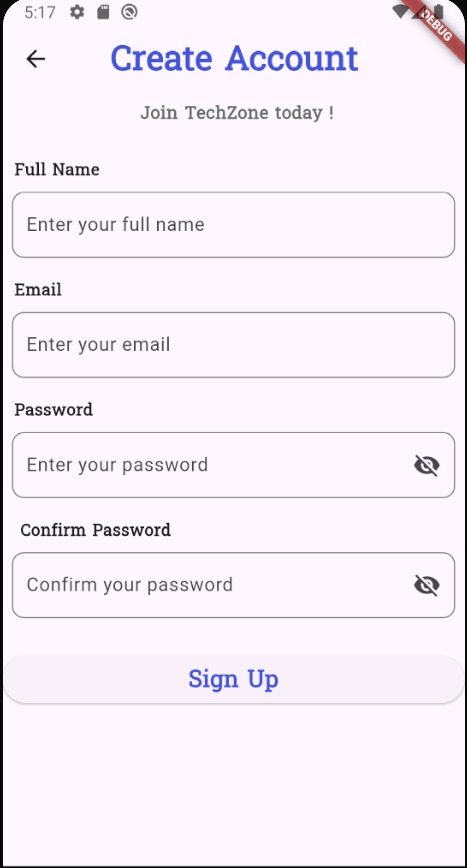 5:17
DEBUG
Create Account
Join TechZone today !
Full Name
Enter your full name
Email
Enter your email
Password
Enter your password
Confirm Password
Confirm your password
Sign Up